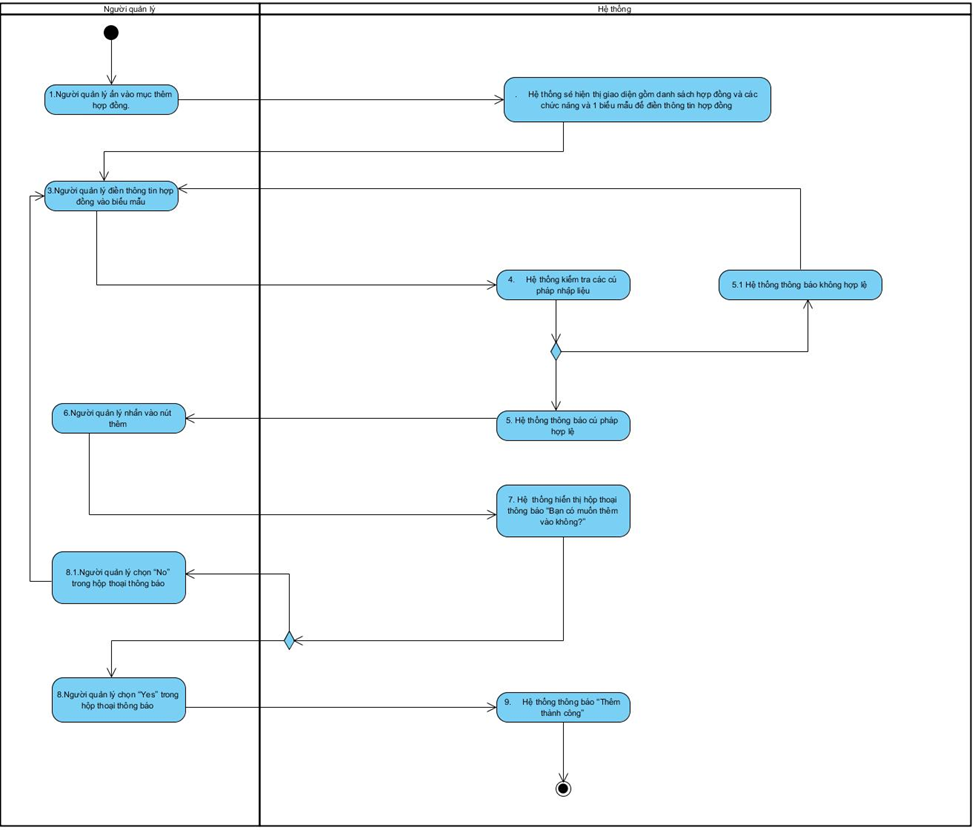 Người quản lý
Hệ thống
1.Người quản lý ấn vào mục thêm
hợp đồng.
. Hệ thống sẽ hiện thị giao diện gồm danh sách hợp đồng và các
chức năng và 1 biểu mẫu để điền thông tin hợp đồng
3.Người quản lý điền thông tin hợp
đồng vào biểu mẫu
4. Hệ thống kiểm tra các cú
pháp nhập liệu
5.1 Hệ thống thông báo không hợp lệ
6.Người quản lý nhấn vào nút
thêm
5. Hệ thống thông báo cú pháp
hợp lệ
7. Hệ thống hiển thị hộp thoại
thông báo “Bạn có muốn thêm
vào không?”
8.1.Người quản lý chọn “No”
trong hộp thoại thông báo
8.Người quản lý chọn “Yes” trong
hộp thoại thông báo
9. Hệ thống thông báo “Thêm
thành công”